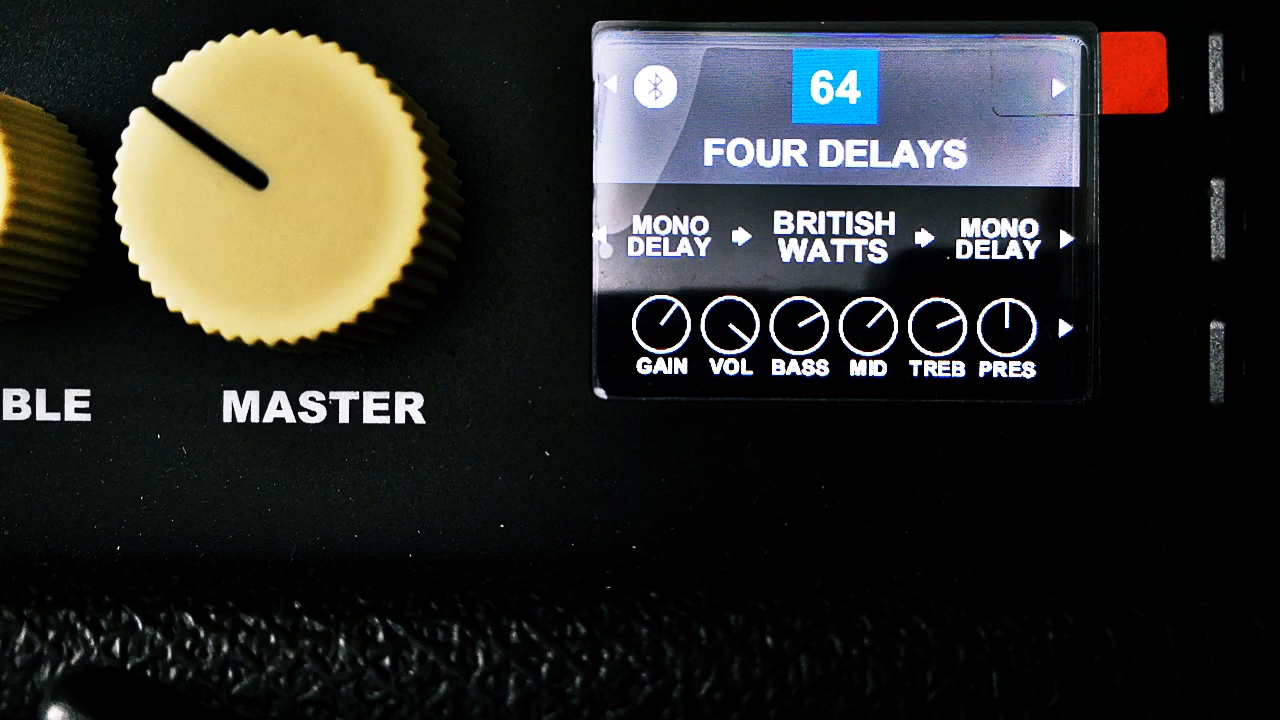 64
FOUR DELAYS
MONO DELAY
BRITISH WATTS
MONO DELAY
GAIN VOL BASS MID TREB PRES
BLE MASTER